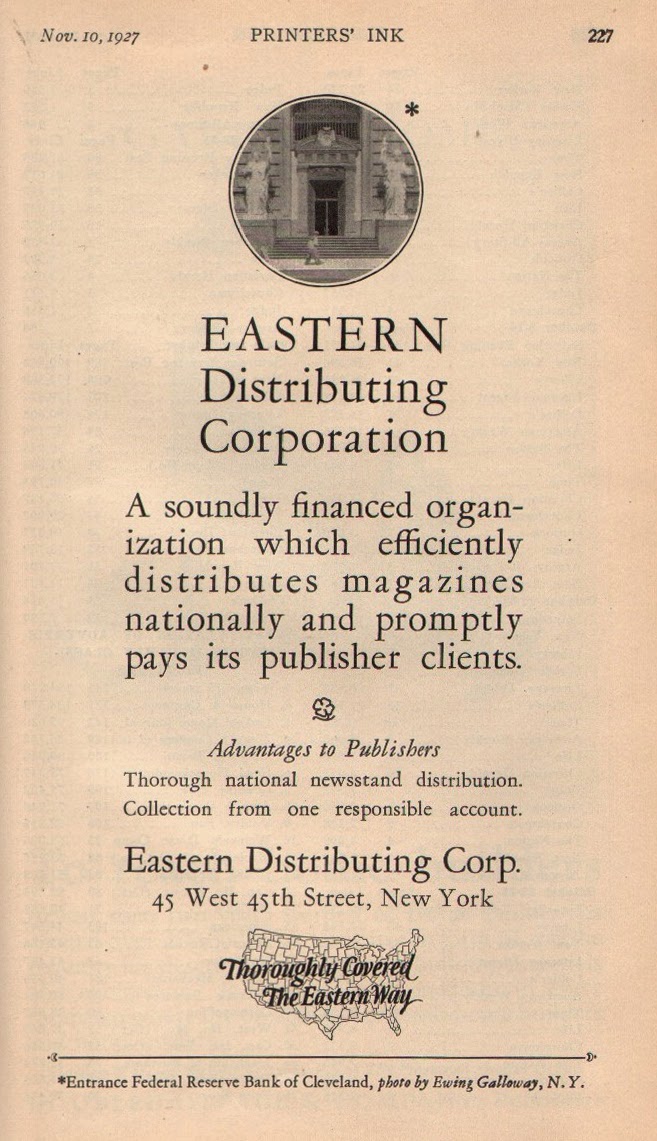 Nov. 10, 1927 PRINTERS' INK 227
*
EASTERN
Distributing
Corporation
A soundly financed organ-
ization which efficiently
distributes magazines
nationally and promptly
pays its publisher clients.
Advantages to Publishers
Thorough national newsstand distribution.
Collection from one responsible account.
Eastern Distributing Corp.
45 West 45th Street, New York
Thoroughly Covered
The Eastern Way
*Entrance Federal Reserve Bank of Cleveland, photo by Ewing Galloway, N. Y.